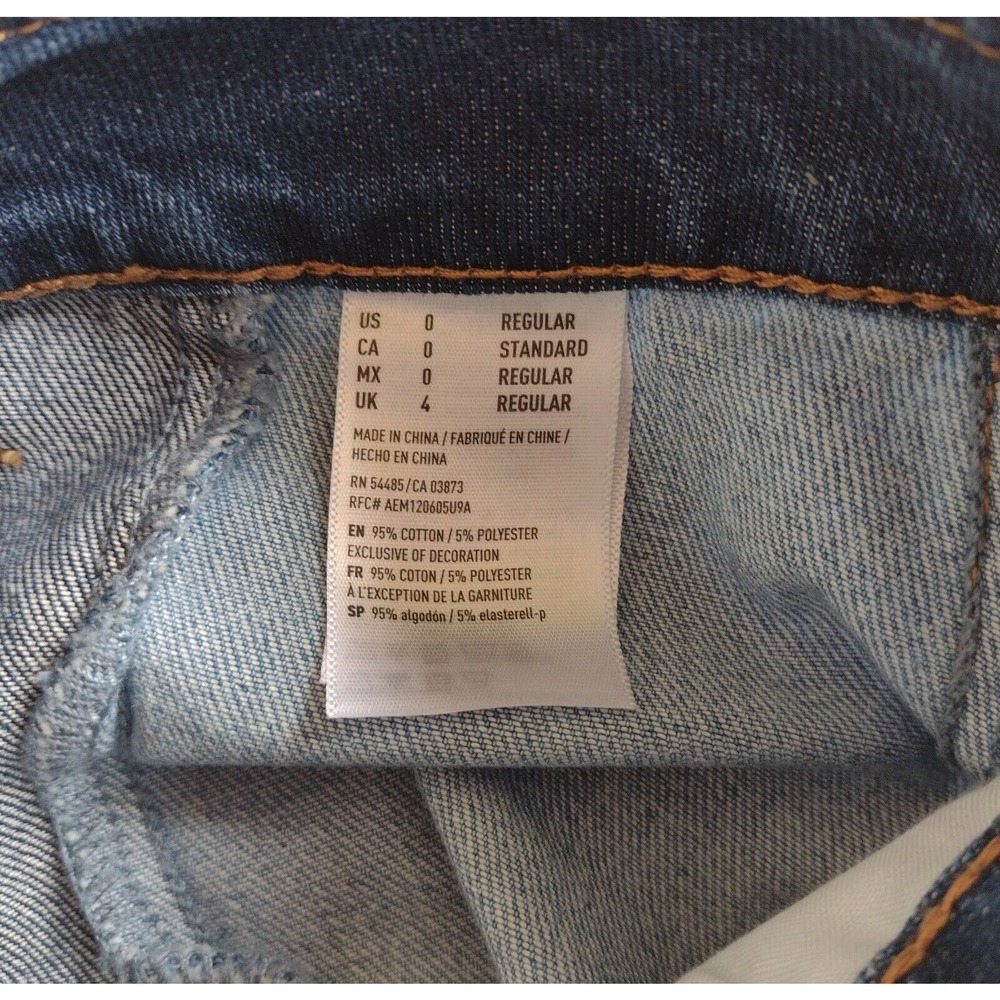 US 0 REGULAR
CA 0 STANDARD
MX 0 REGULAR
UK 4 REGULAR
MADE IN CHINA / FABRIQUÉ EN CHINE /
HECHO EN CHINA
RN 54485/CA 03873
RFC# AEM120605U9A
EN 95% COTTON / 5% POLYESTER
EXCLUSIVE OF DECORATION
FR 95% COTON / 5% POLYESTER
À L'EXCEPTION DE LA GARNITURE
SP 95% algodón / 5% elasterell-p